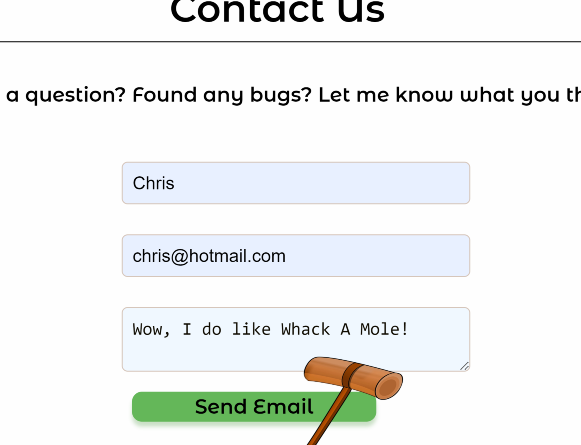 Contact Us
a question? Found any bugs? Let me know what you th
Chris
chris@hotmail.com
Wow, I do like Whack A Mole!
Send Email